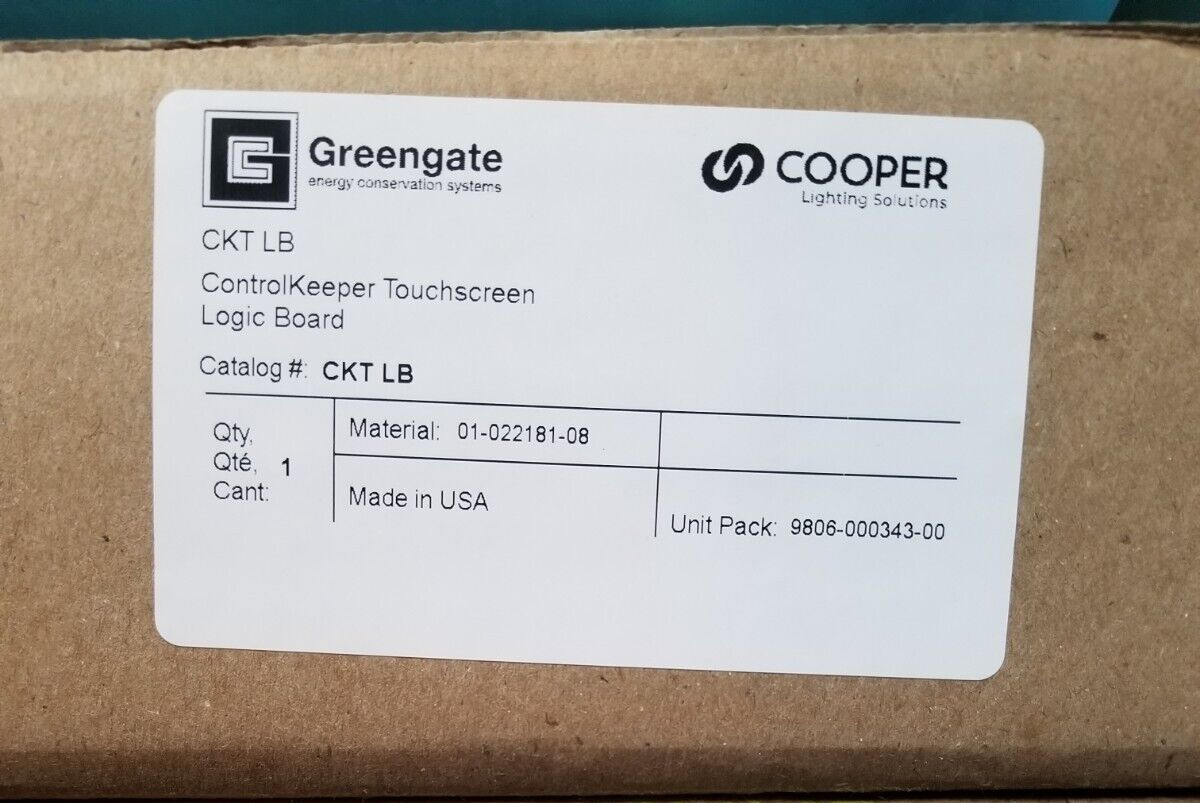 Greengate
energy conservation systems
COOPER
Lighting Solutions
CKT LB
ControlKeeper Touchscreen
Logic Board
Catalog #: CKT LB
Qty,
Qté, 1
Cant:
Material: 01-022181-08
Made in USA
Unit Pack: 9806-000343-00